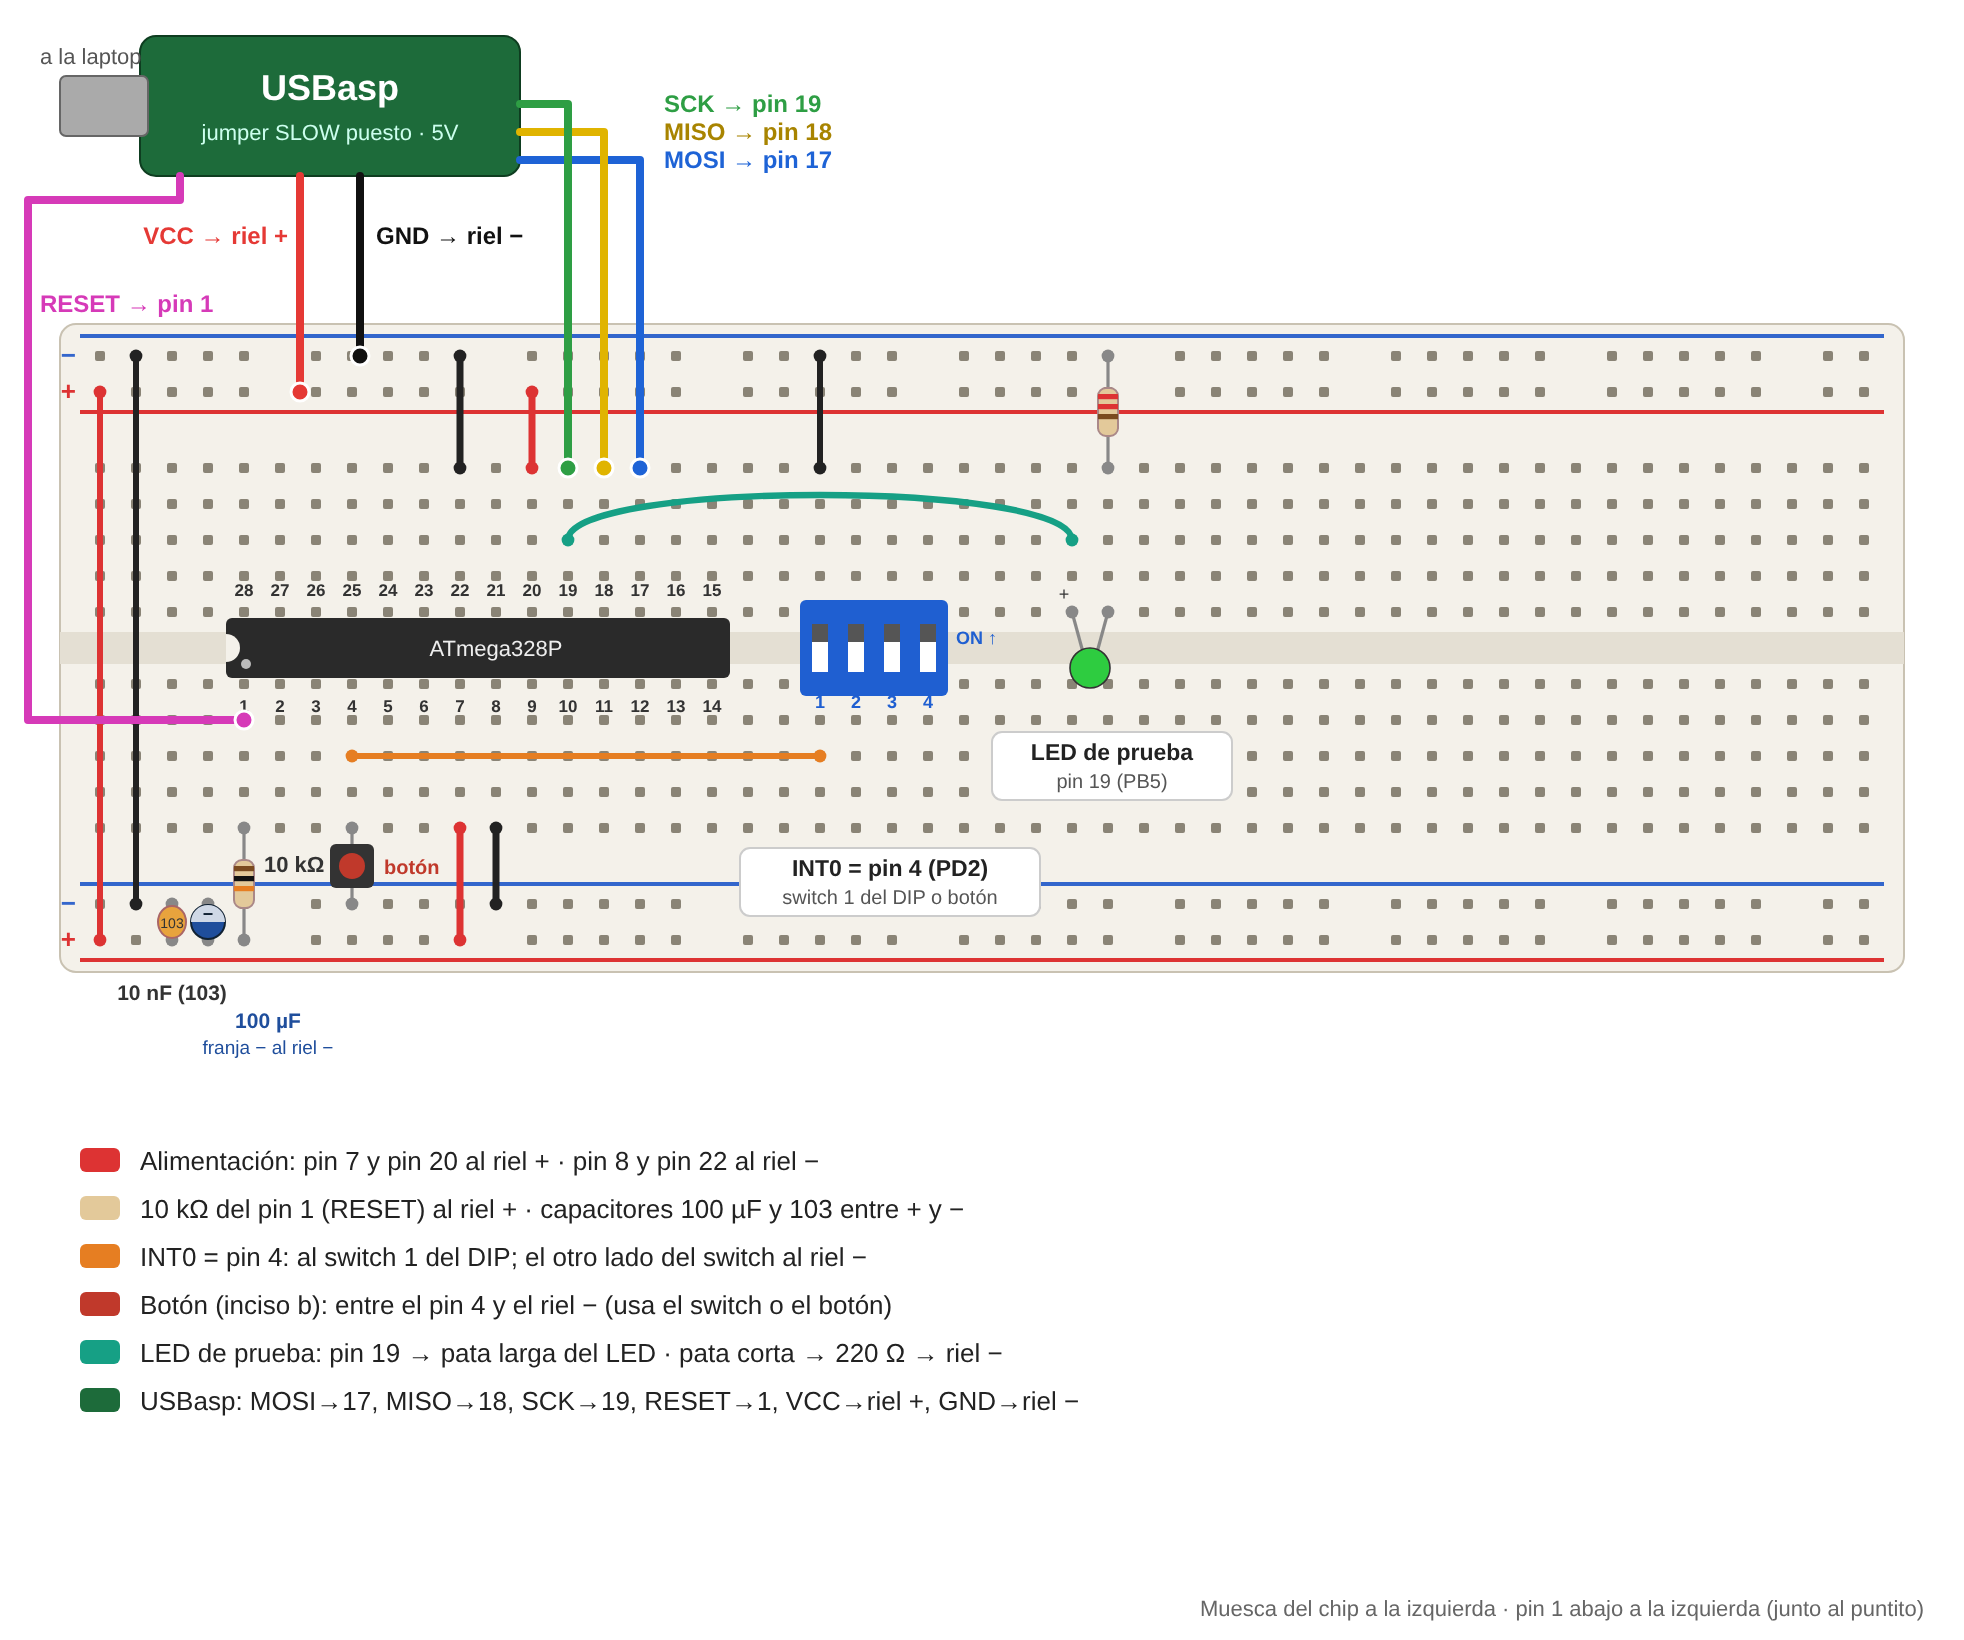 a la laptop
USBasp
jumper SLOW puesto · 5V
SCK → pin 19
MISO → pin 18
MOSI → pin 17
VCC → riel +
GND → riel −
RESET → pin 1
−
+
28 27 26 25 24 23 22 21 20 19 18 17 16 15
+
ATmega328P
ON ↑
1 2 3 4 5 6 7 8 9 10 11 12 13 14
1 2 3 4
LED de prueba
pin 19 (PB5)
10 kΩ
botón
INT0 = pin 4 (PD2)
switch 1 del DIP o botón
−
103
−
+
10 nF (103)
100 µF
franja − al riel −
Alimentación: pin 7 y pin 20 al riel + · pin 8 y pin 22 al riel −
10 kΩ del pin 1 (RESET) al riel + · capacitores 100 µF y 103 entre + y −
INT0 = pin 4: al switch 1 del DIP; el otro lado del switch al riel −
Botón (inciso b): entre el pin 4 y el riel − (usa el switch o el botón)
LED de prueba: pin 19 → pata larga del LED · pata corta → 220 Ω → riel −
USBasp: MOSI→17, MISO→18, SCK→19, RESET→1, VCC→riel +, GND→riel −
Muesca del chip a la izquierda · pin 1 abajo a la izquierda (junto al puntito)